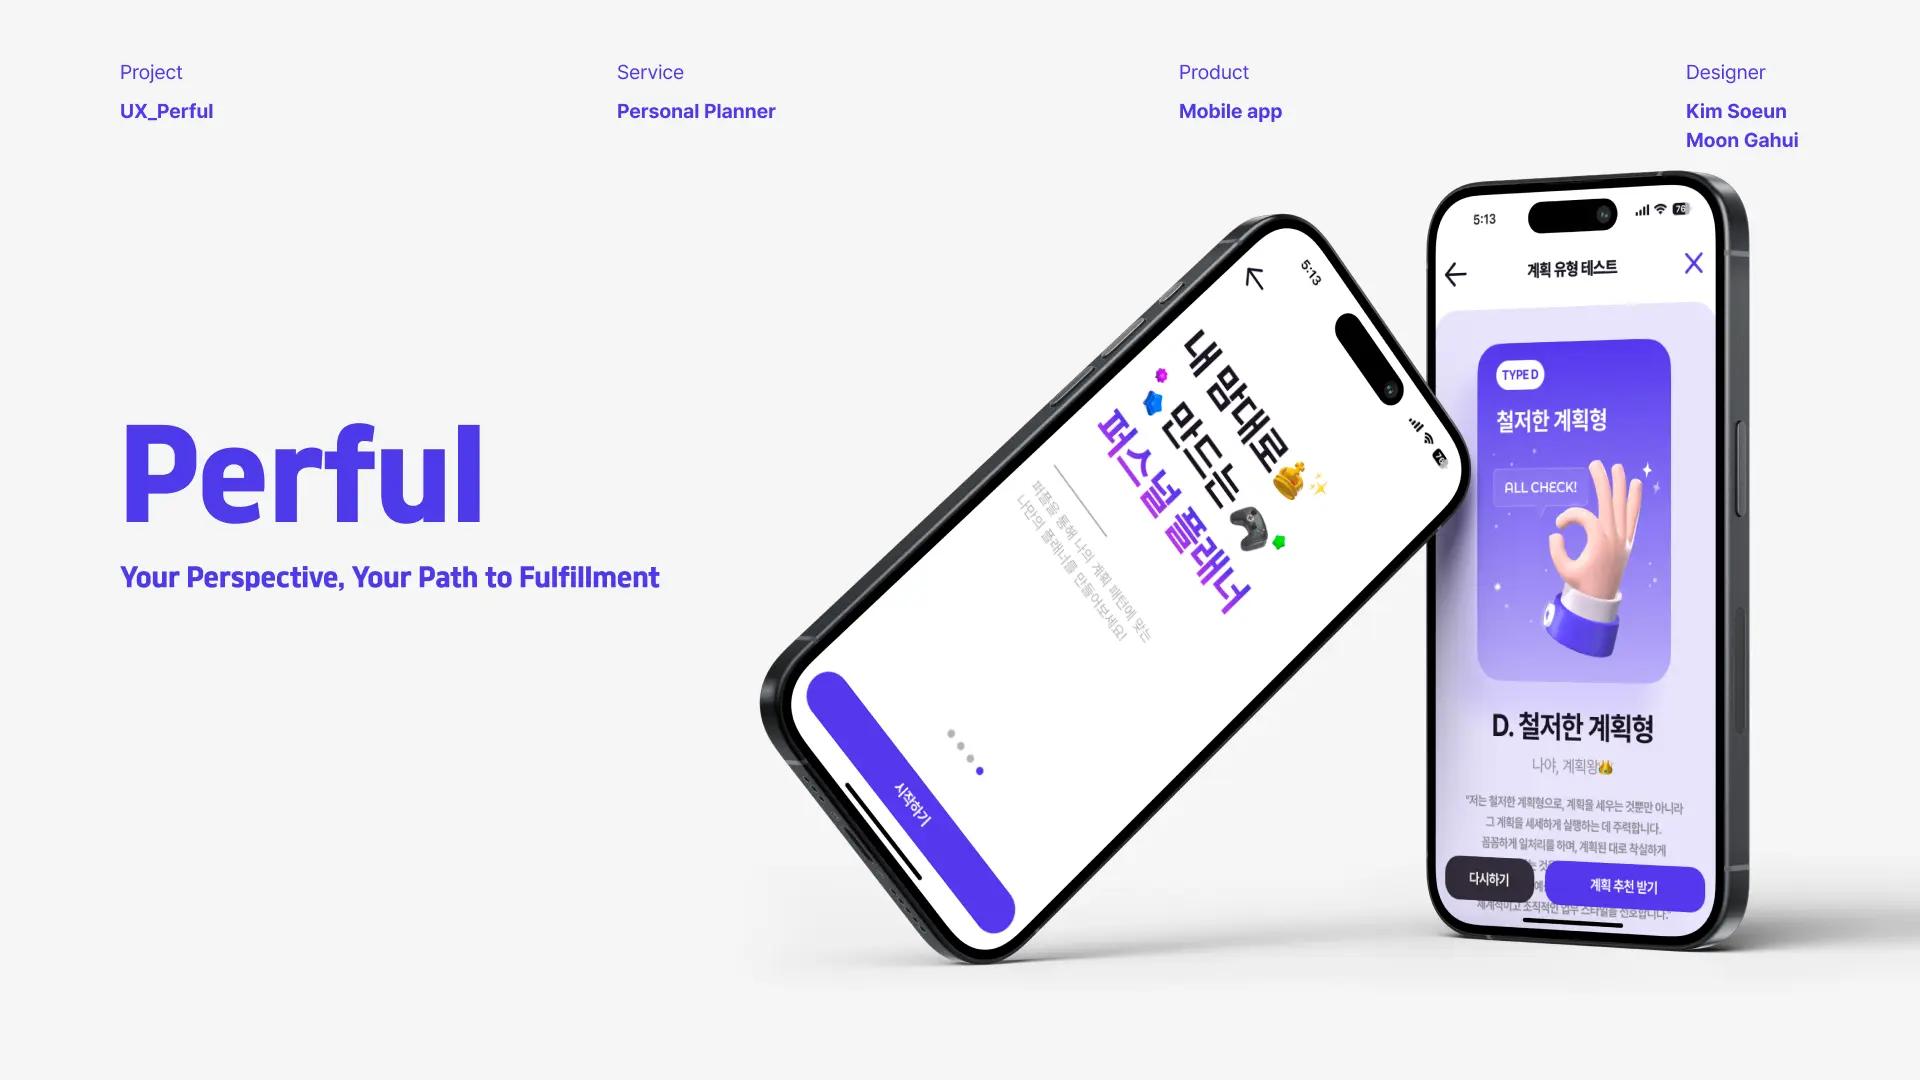 Project
UX_Perful
Service
Personal Planner
Product
Mobile app
Designer
Kim Soeun
Moon Gahui
Perful
Your Perspective, Your Path to Fulfillment
5:13
76
내 맘대로
만드는
퍼스널 플래너
퍼플을 통해 나의 계획 패턴에 맞는
나만의 플래너를 만들어보세요!
시작하기
5:13
76
계획 유형 테스트
TYPE D
철저한 계획형
ALL CHECK!
D. 철저한 계획형
나야, 계획왕
"저는 철저한 계획형으로, 계획을 세우는 것뿐만 아니라
그 계획을 세세하게 실행하는 데 주력합니다.
꼼꼼하게 일처리를 하며, 계획된 대로 착실하게
다시하기
계획 추천 받기
체계적이고 조직적인 업무 스타일을 선호합니다."